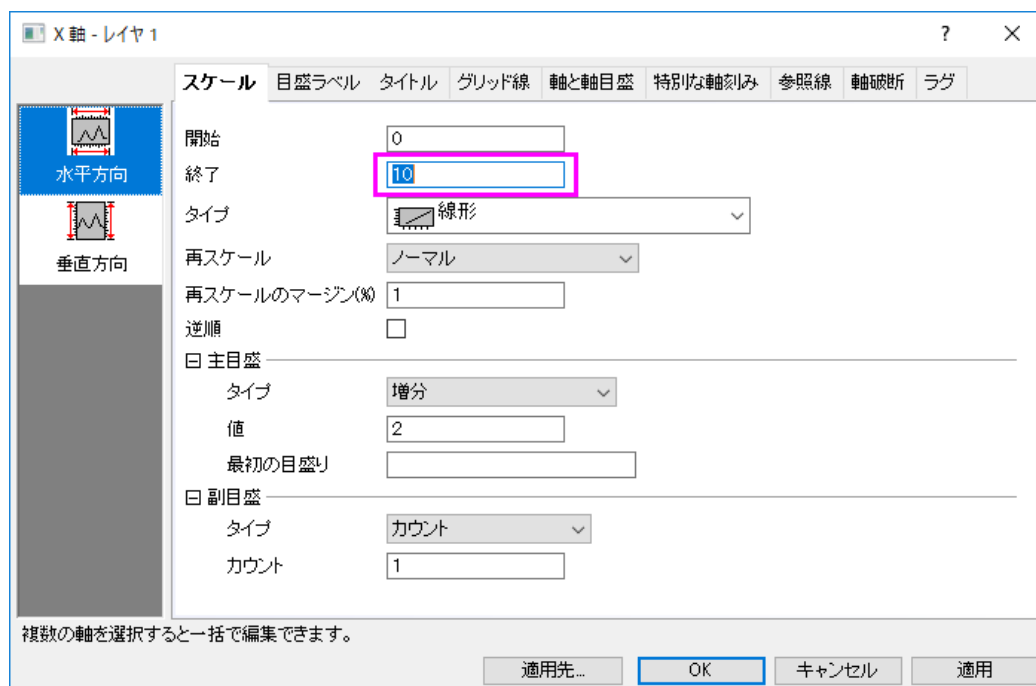 X 軸 - レイヤ 1
?
スケール 目盛ラベル タイトル グリッド線 軸と軸目盛 特別な軸刻み 参照線 軸破断 ラグ
水平方向
垂直方向
開始 0
終了 10
タイプ 線形
再スケール ノーマル
再スケールのマージン(%) 1
逆順
主目盛
タイプ 増分
値 2
最初の目盛り
副目盛
タイプ カウント
カウント 1
複数の軸を選択すると一括で編集できます。
適用先... OK キャンセル 適用